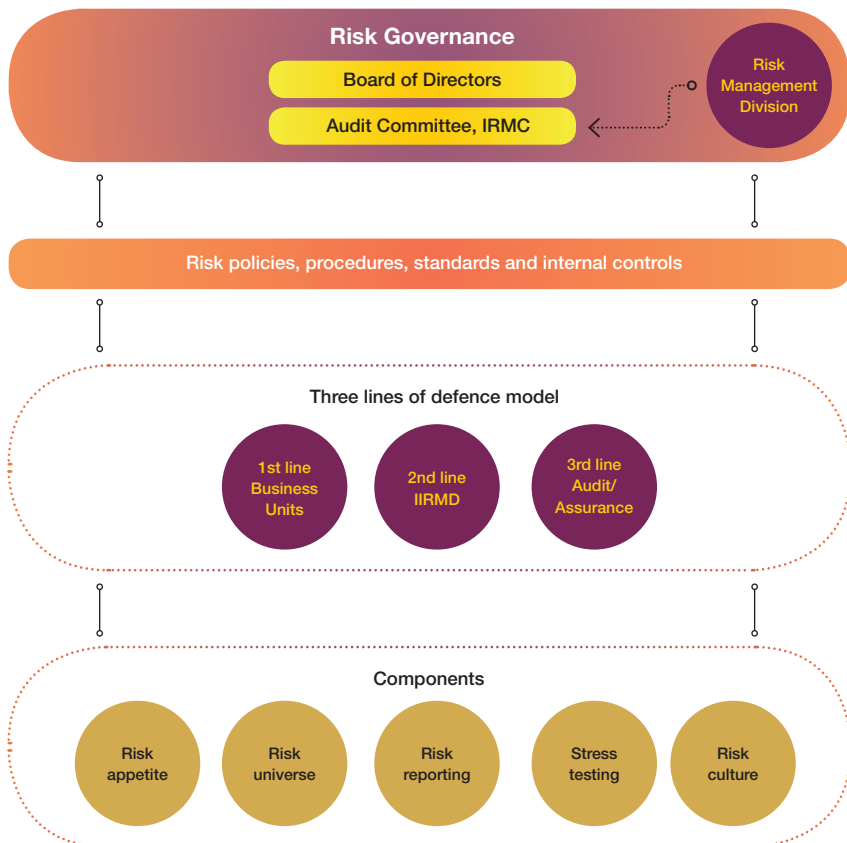 Risk Governance
Board of Directors
Audit Committee, IRMC
Risk
Management
Division
Risk policies, procedures, standards and internal controls
Three lines of defence model
1st line
Business
Units
2nd line
IIRMD
3rd line
Audit/
Assurance
Components
Risk
appetite
Risk
universe
Risk
reporting
Stress
testing
Risk
culture